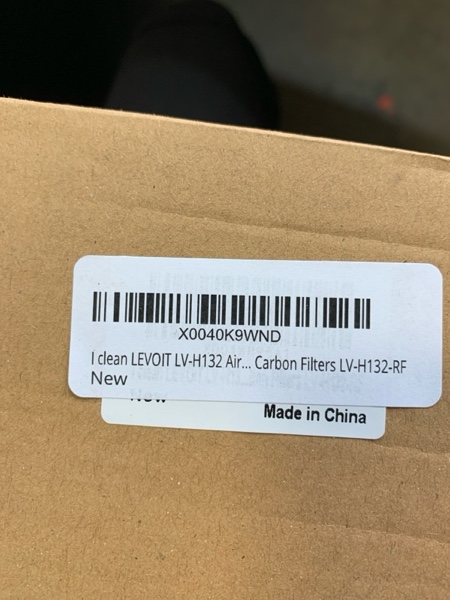 X0040K9WND
I clean LEVOIT LV-H132 Air... Carbon Filters LV-H132-RF
New
New
Made in China